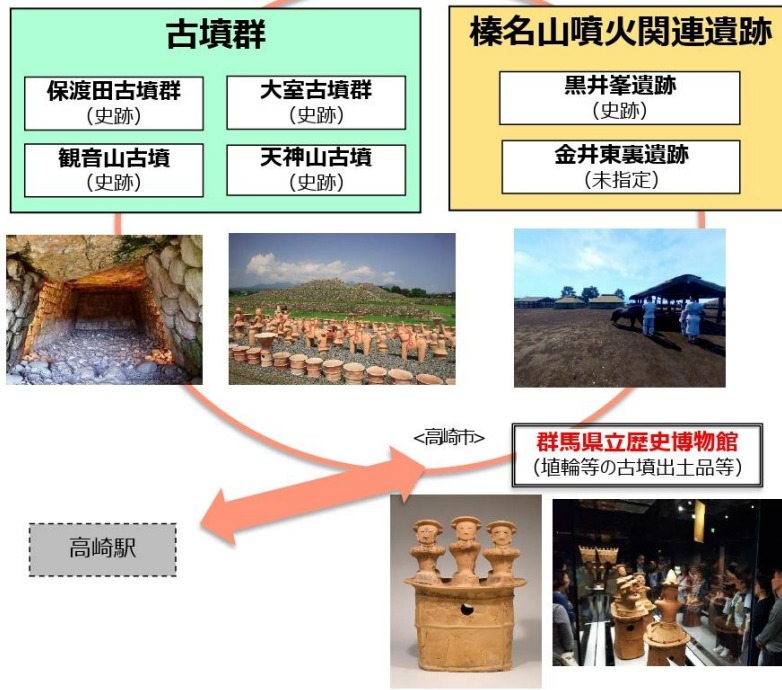 古墳群
保渡田古墳群
(史跡)
大室古墳群
(史跡)
観音山古墳
(史跡)
天神山古墳
(史跡)
榛名山噴火関連遺跡
黒井峯遺跡
(史跡)
金井東裏遺跡
(未指定)
<高崎市>
群馬県立歴史博物館
(埴輪等の古墳出土品等)
高崎駅